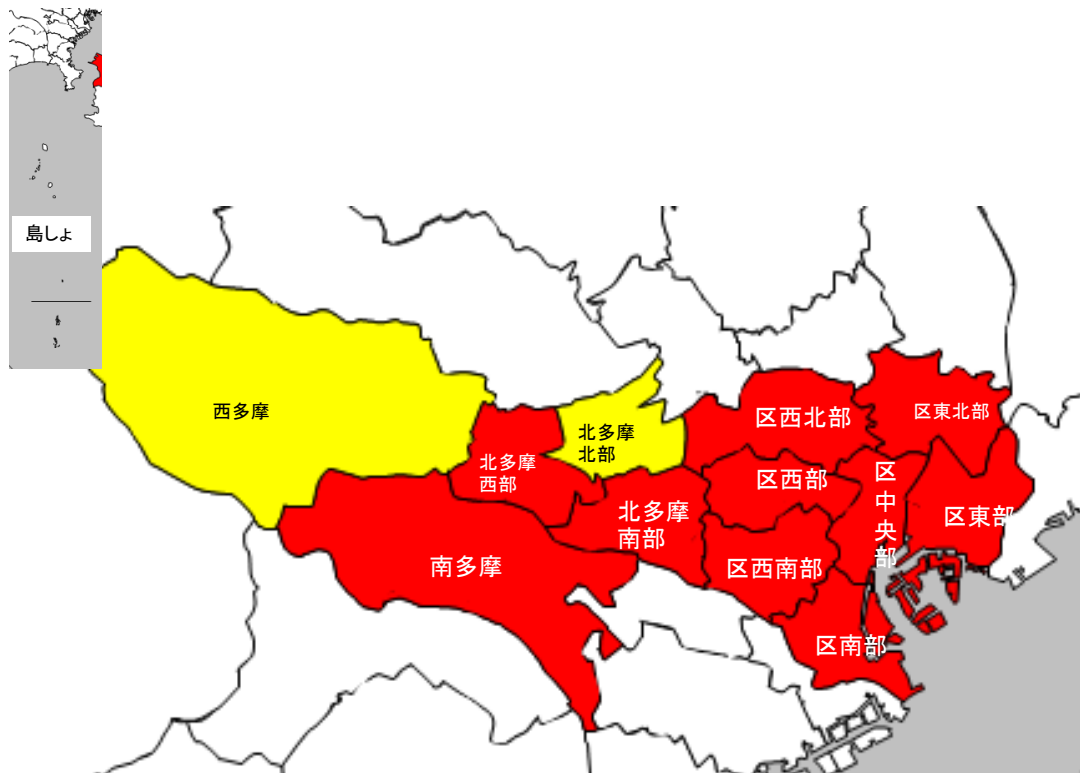 島しょ
西多摩
北多摩
北部
北多摩
西部
区西北部
区東北部
区西部
区
中
央
部
北多摩
南部
区東部
南多摩
区西南部
区南部